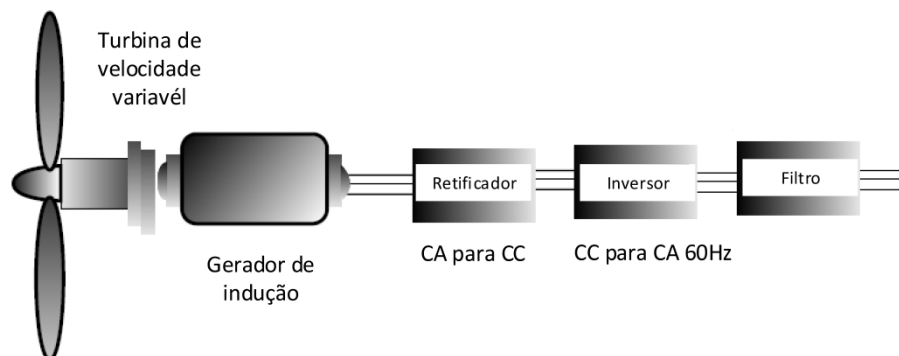 Turbina de
velocidade
variavél
Gerador de
indução
Retificador
CA para CC
Inversor
CC para CA 60Hz
Filtro